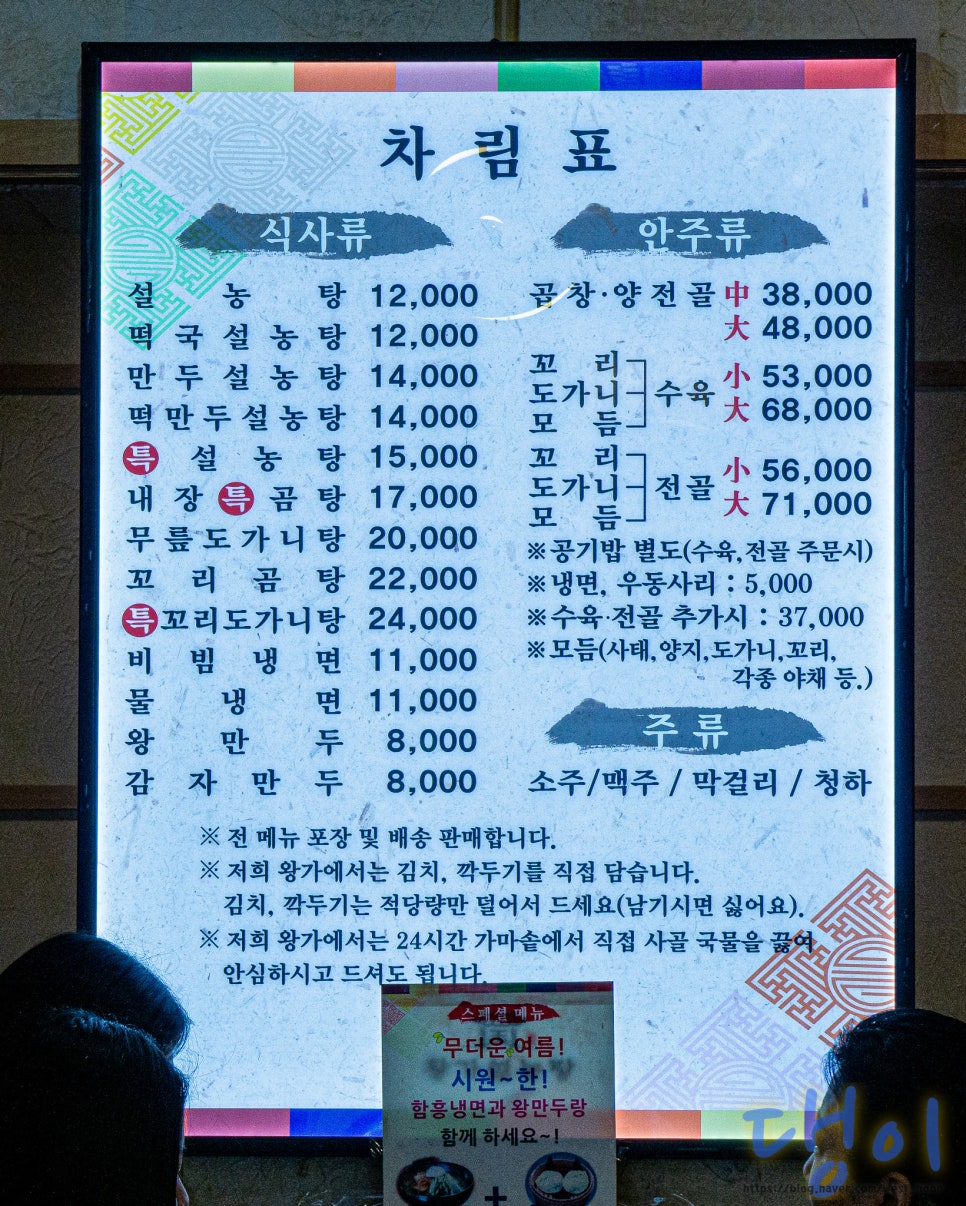 차림표
식사류
설농탕 12,000
떡국설농탕 12,000
만두설농탕 14,000
떡만두설농탕 14,000
특 설농탕 15,000
내장특곰탕 17,000
무릎도가니탕 20,000
꼬리곰탕 22,000
특꼬리도가니탕 24,000
비빔냉면 11,000
물냉면 11,000
왕만두 8,000
감자만두 8,000
안주류
곱창·양전골 中 38,000
大 48,000
꼬리
도가니 수육 小 53,000
모듬 大 68,000
꼬리
도가니 전골 小 56,000
모듬 大 71,000
※공기밥 별도(수육,전골 주문시)
※냉면, 우동사리 : 5,000
※수육·전골 추가시 : 37,000
※모듬(사태,양지,도가니,꼬리,
각종 야채 등.)
주류
소주/맥주 / 막걸리 / 청하
※ 전 메뉴 포장 및 배송 판매합니다.
※ 저희 왕가에서는 김치, 깍두기를 직접 담습니다.
김치, 깍두기는 적당량만 덜어서 드세요(남기시면 싫어요).
※ 저희 왕가에서는 24시간 가마솥에서 직접 사골 국물을 끓여
안심하시고 드셔도 됩니다.
스페셜 메뉴
무더운 여름!
시원~한!
함흥냉면과 왕만두랑
함께 하세요~!
+
댕이